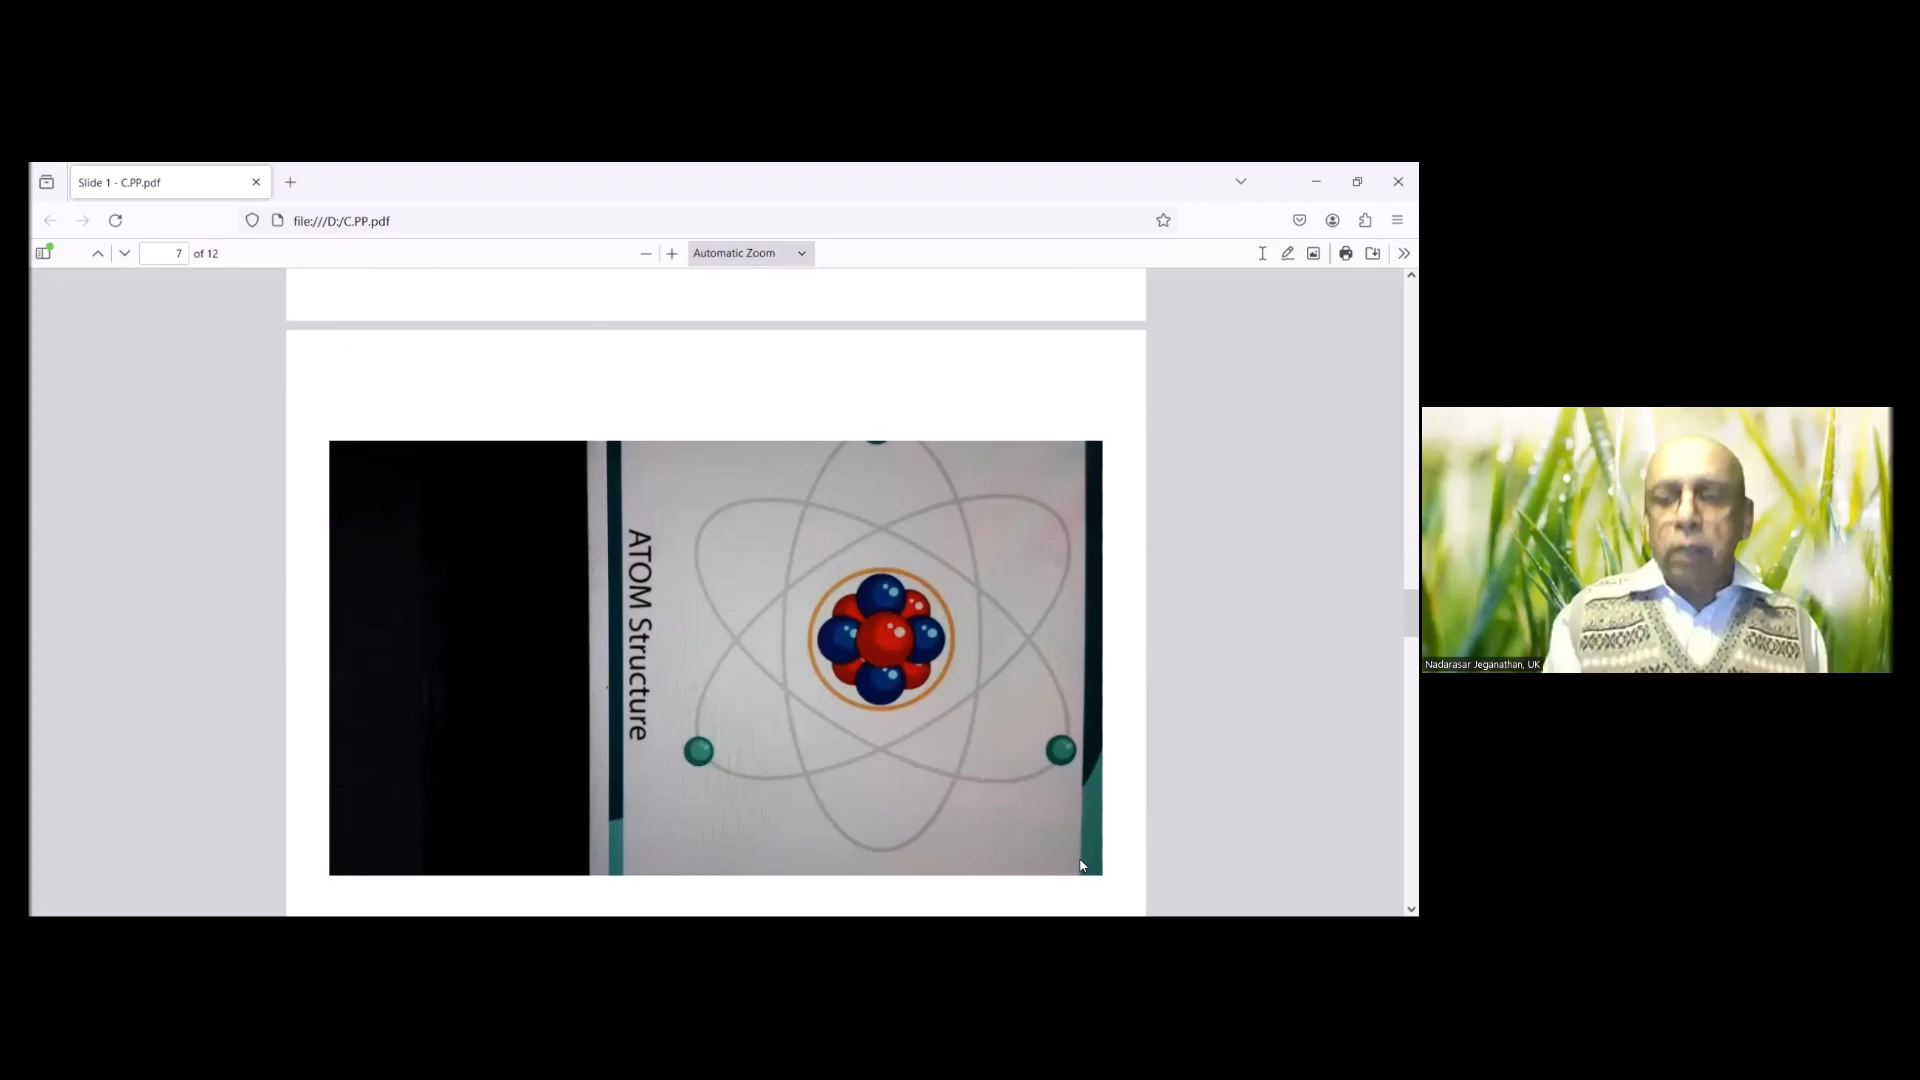 Slide 1 - C.PP.pdf
file:///D:/C.PP.pdf
7 of 12
Automatic Zoom
ATOM Structure
Nadarasar Jeganathan, UK